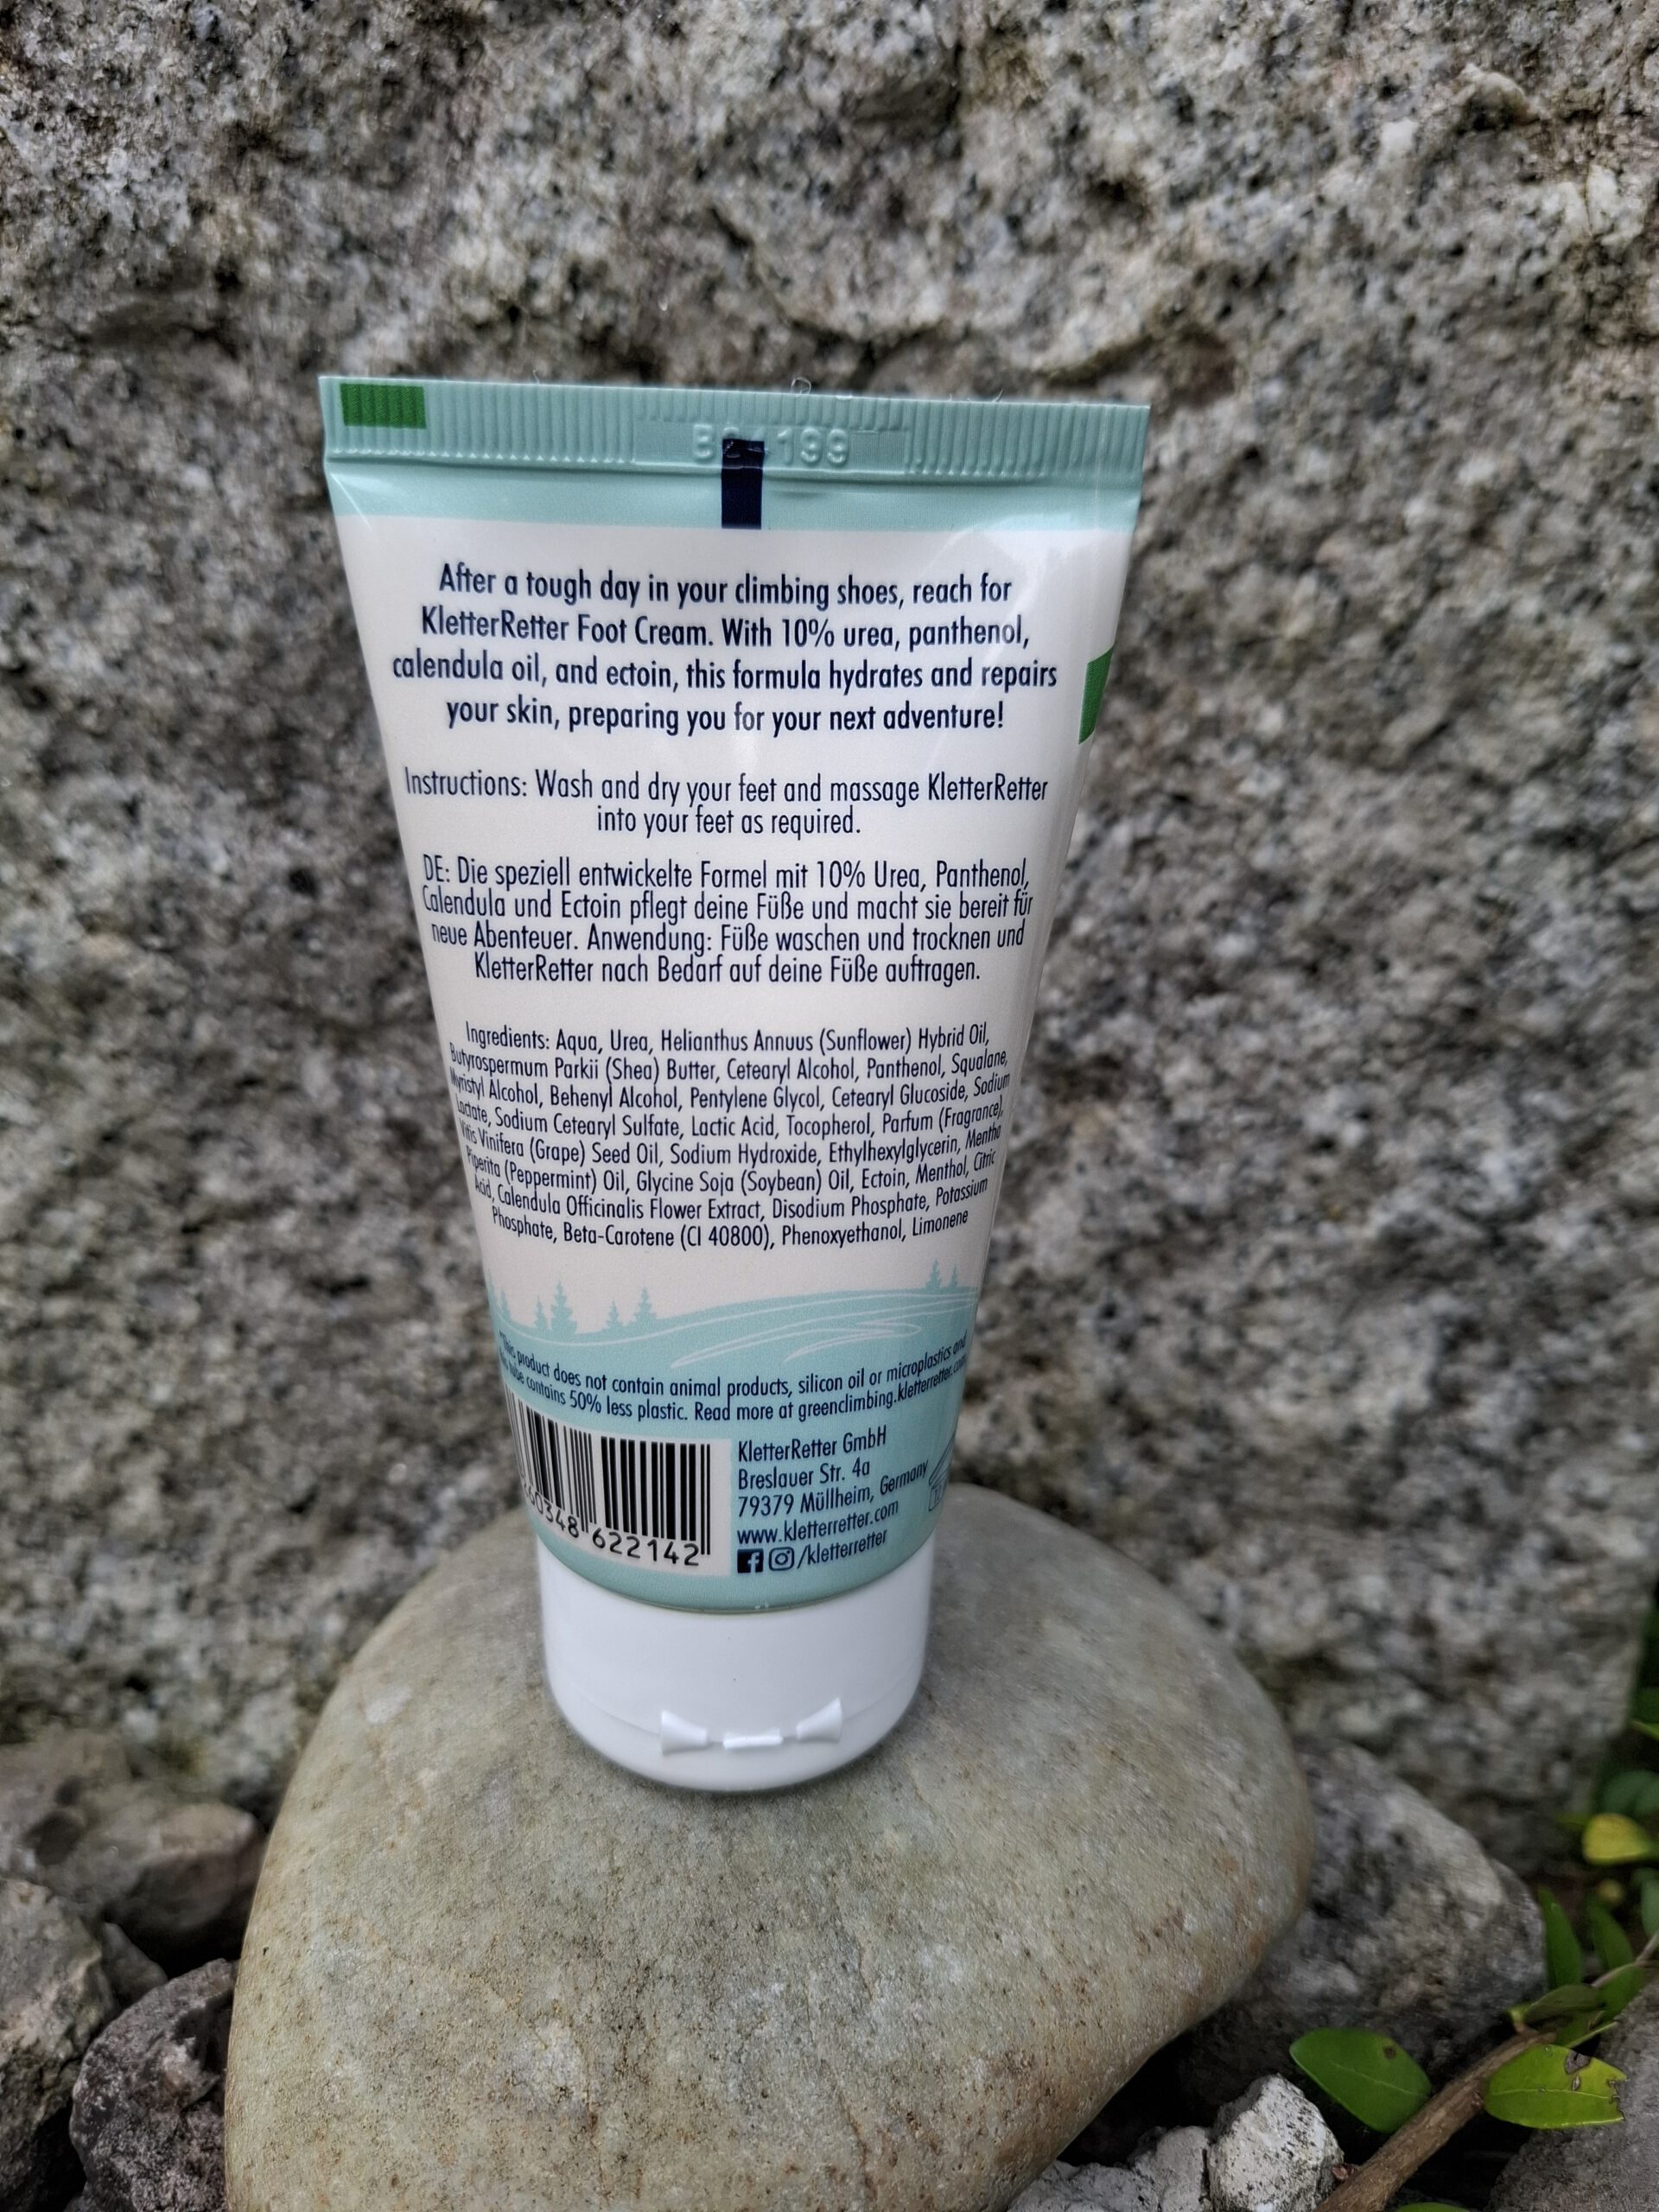 After a tough day in your climbing shoes, reach for
KletterRetter Foot Cream. With 10% urea, panthenol,
calendula oil, and ectoin, this formula hydrates and repairs
your skin, preparing you for your next adventure!
Instructions: Wash and dry your feet and massage KletterRetter
into your feet as required.
DE: Die speziell entwickelte Formel mit 10% Urea, Panthenol,
Calendula und Ectoin pflegt deine Füße und macht sie bereit für
neue Abenteuer. Anwendung: Füße waschen und trocknen und
KletterRetter nach Bedarf auf deine Füße auftragen.
Ingredients: Aqua, Urea, Helianthus Annuus (Sunflower) Hybrid Oil,
Butyrospermum Parkii (Shea) Butter, Cetearyl Alcohol, Panthenol, Squalane,
Myristyl Alcohol, Behenyl Alcohol, Pentylene Glycol, Cetearyl Glucoside, Sodium
Lactate, Sodium Cetearyl Sulfate, Lactic Acid, Tocopherol, Parfum (Fragrance),
Vitis Vinifera (Grape) Seed Oil, Sodium Hydroxide, Ethylhexylglycerin, Mentha
Piperita (Peppermint) Oil, Glycine Soja (Soybean) Oil, Ectoin, Menthol, Citric
Acid, Calendula Officinalis Flower Extract, Disodium Phosphate, Potassium
Phosphate, Beta-Carotene (CI 40800), Phenoxyethanol, Limonene
*This product does not contain animal products, silicon oil or microplastics and
tube contains 50% less plastic. Read more at greenclimbing.kletterretter.com
KletterRetter GmbH
Breslauer Str. 4a
79379 Müllheim, Germany
www.kletterretter.com
/kletterretter
60348 622142